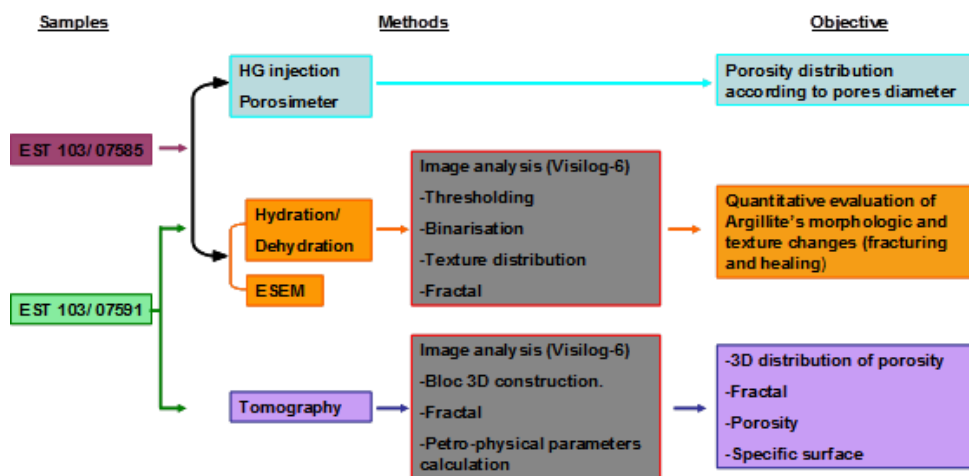 Samples
Methods
Objective
HG injection
Porosimeter
Porosity distribution
according to pores diameter
EST 103/ 07585
Hydration/
Dehydration
ESEM
Image analysis (Visilog-6)
-Thresholding
-Binarisation
-Texture distribution
-Fractal
Quantitative evaluation of
Argillite's morphologic and
texture changes (fracturing
and healing)
EST 103/ 07591
Tomography
Image analysis (Visilog-6)
-Bloc 3D construction.
-Fractal
-Petro-physical parameters
calculation
-3D distribution of porosity
-Fractal
-Porosity
-Specific surface